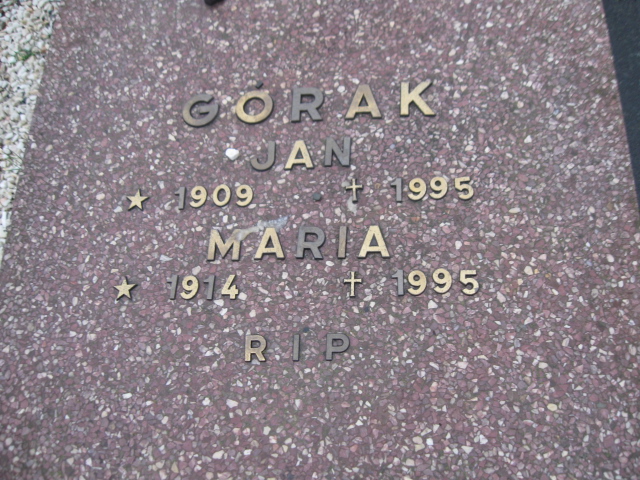 GÓRAK
JAN
★ 1909 ✝ 1995
MARIA
★ 1914 ✝ 1995
RIP